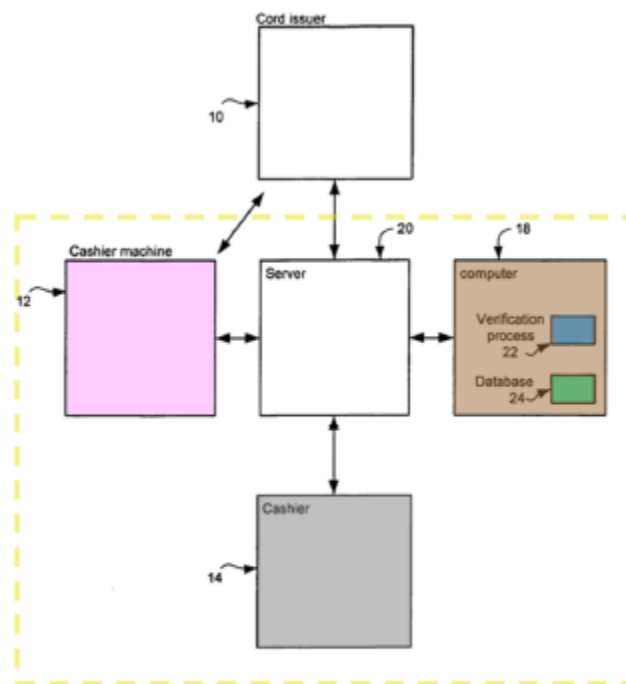 Cord issuer
10
20
18
Cashier machine
Server
computer
12
Verification
process
22
Database
24
Cashier
14